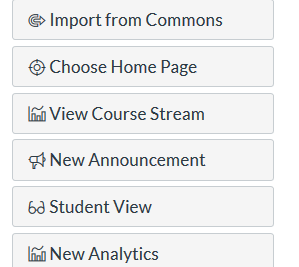 Import from Commons
Choose Home Page
View Course Stream
New Announcement
Student View
New Analytics